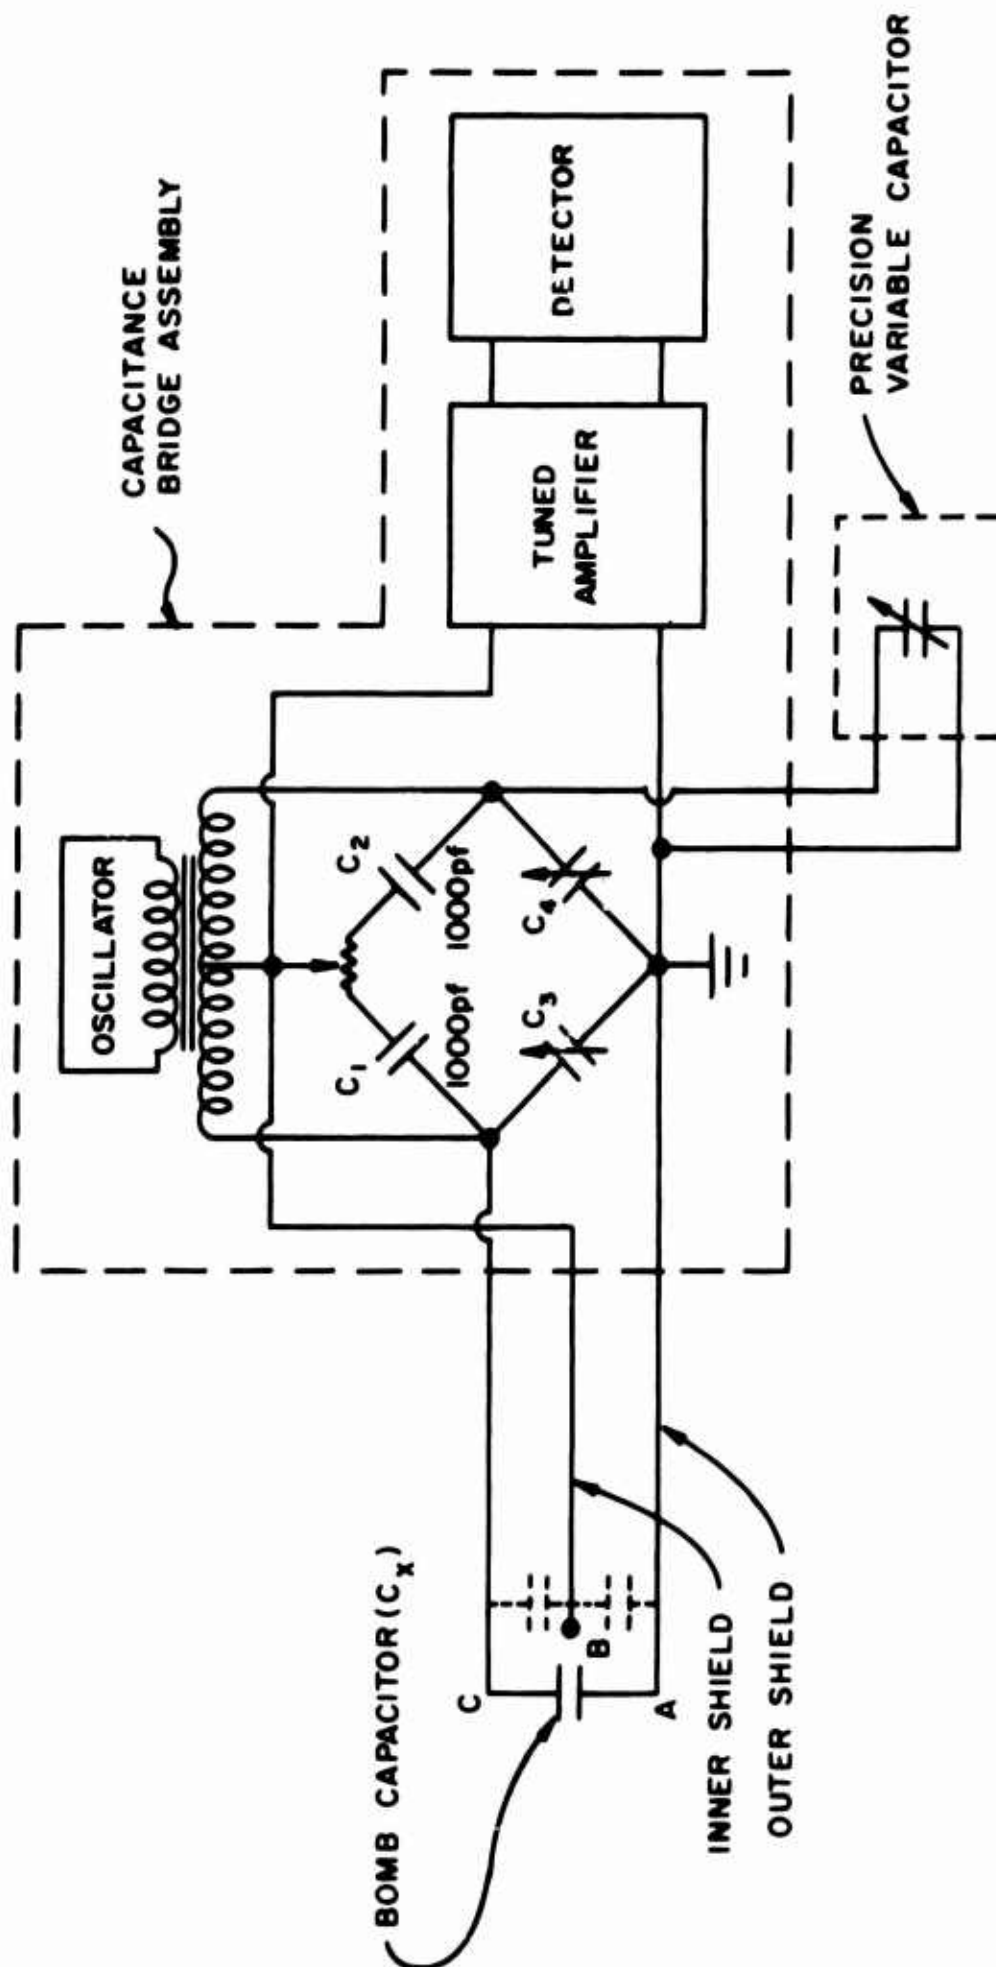 CAPACITANCE
BRIDGE ASSEMBLY
OSCILLATOR
C1
1000pf
C2
1000pf
C3
C4
TUNED
AMPLIFIER
DETECTOR
PRECISION
VARIABLE CAPACITOR
BOMB CAPACITOR(Cx)
C
B
A
INNER SHIELD
OUTER SHIELD